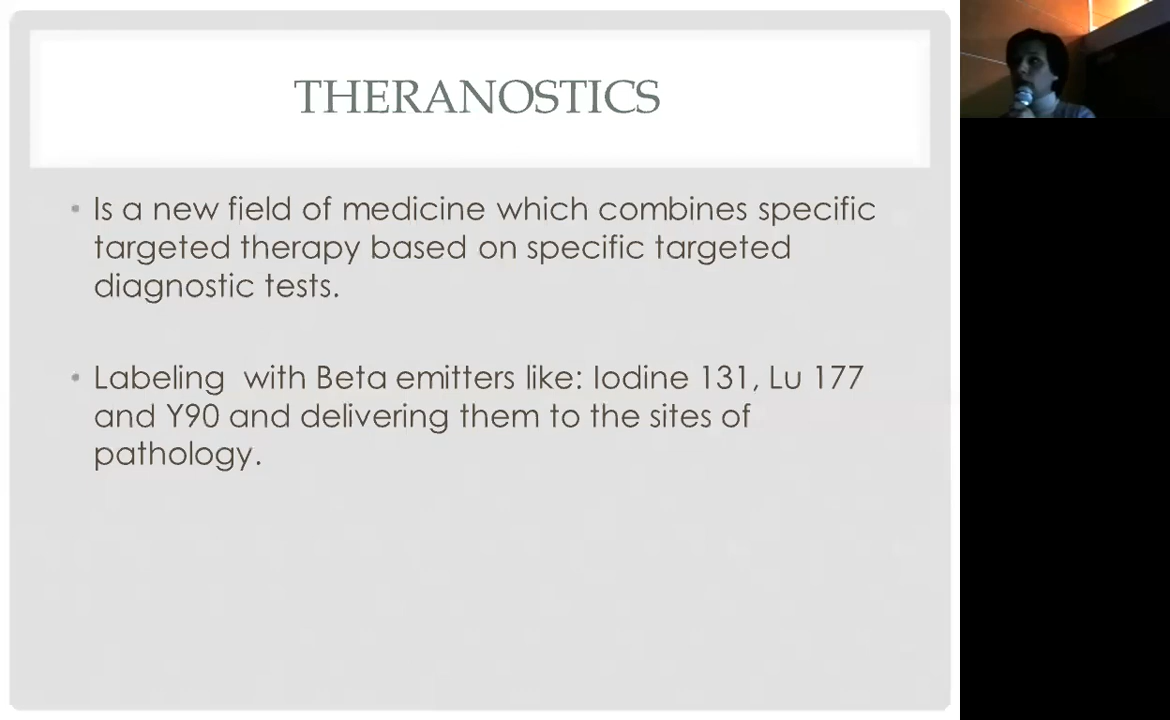 THERANOSTICS
• Is a new field of medicine which combines specific
targeted therapy based on specific targeted
diagnostic tests.
• Labeling  with Beta emitters like: Iodine 131, Lu 177
and Y90 and delivering them to the sites of
pathology.